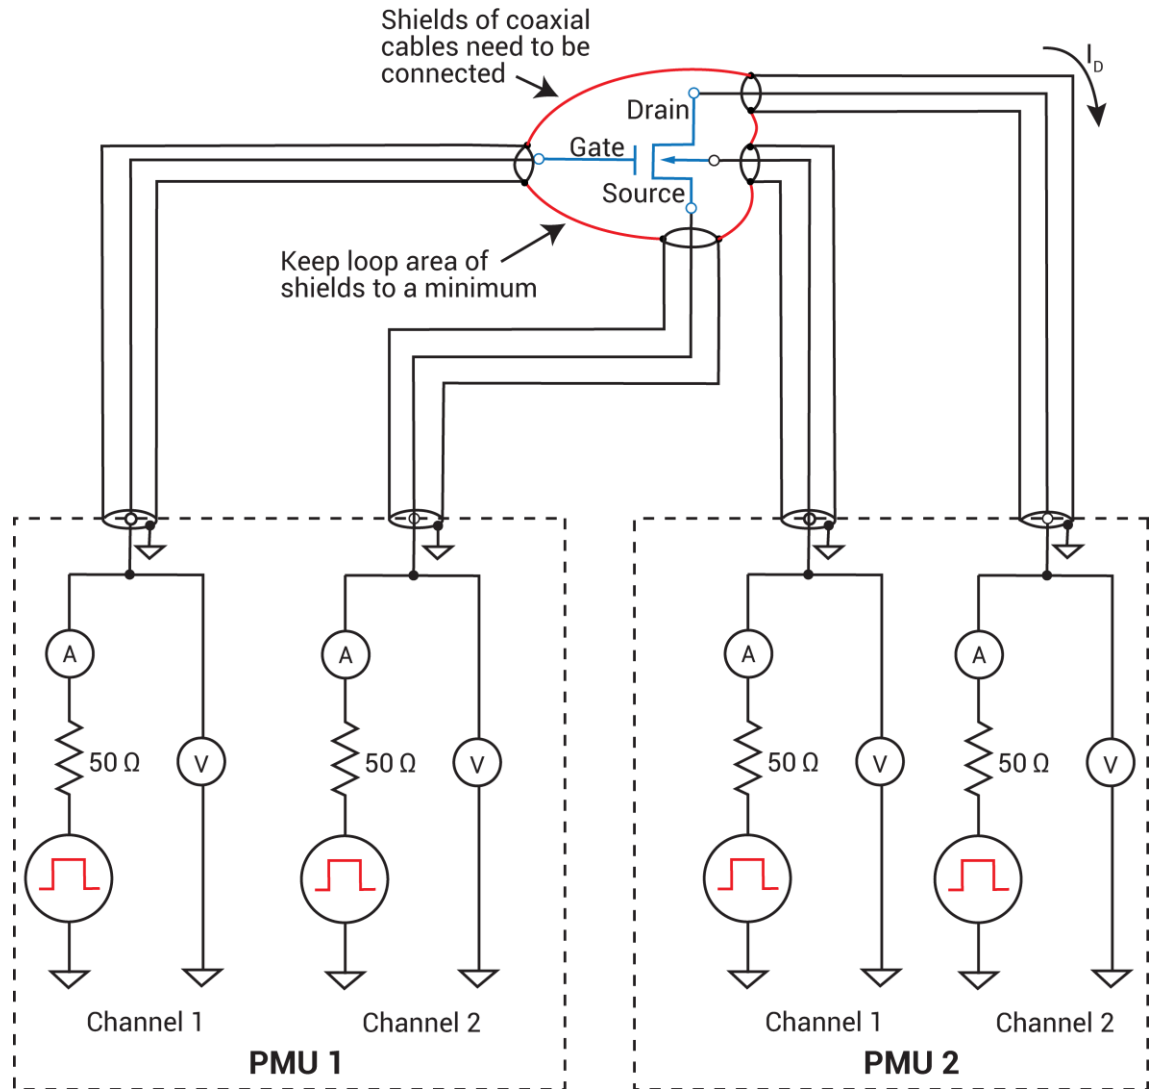 Shields of coaxial
cables need to be
connected
I_D
Drain
Gate
Source
Keep loop area of
shields to a minimum
A
A
A
A
50 Ω
V
50 Ω
V
50 Ω
V
50 Ω
V
Channel 1
Channel 2
Channel 1
Channel 2
PMU 1
PMU 2